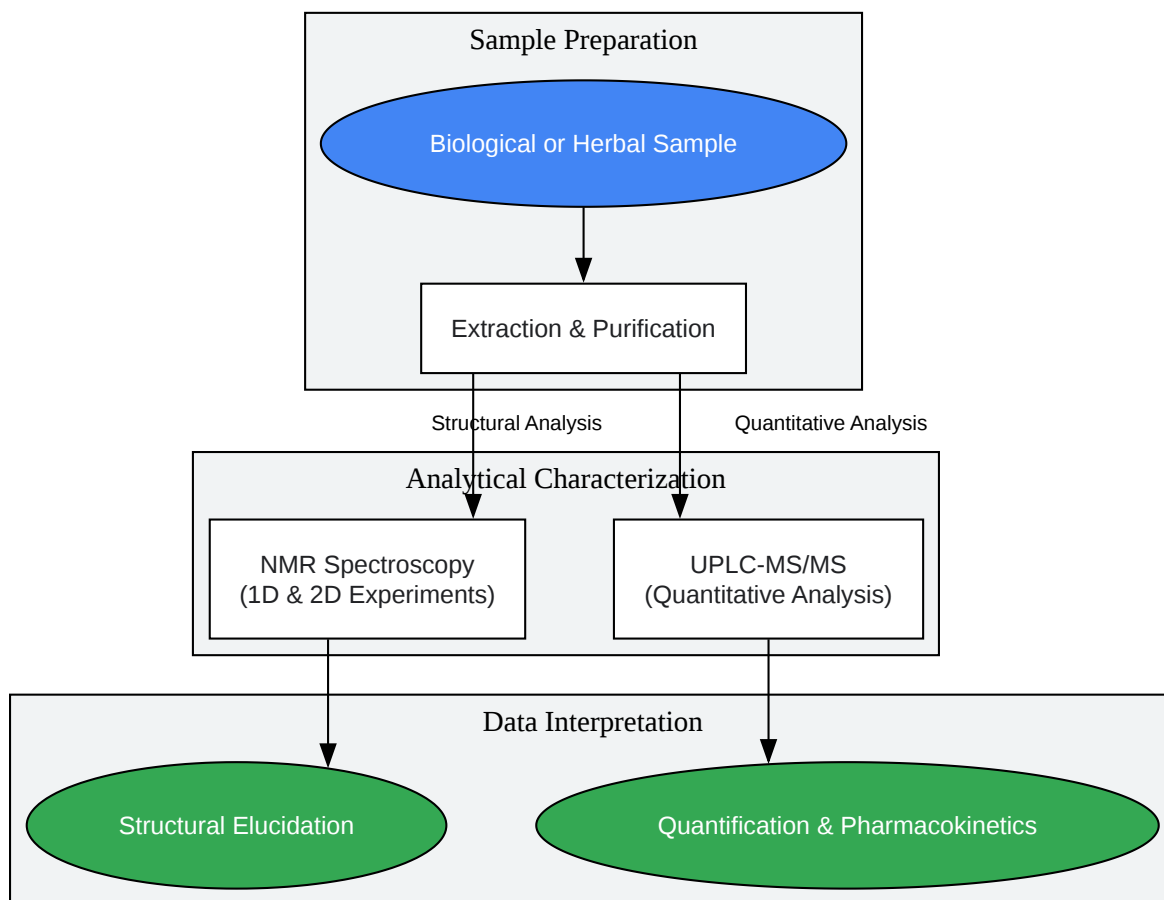 Sample Preparation
Biological or Herbal Sample
Extraction & Purification
Structural Analysis
Quantitative Analysis
Analytical Characterization
NMR Spectroscopy
(1D & 2D Experiments)
UPLC-MS/MS
(Quantitative Analysis)
Data Interpretation
Structural Elucidation
Quantification & Pharmacokinetics